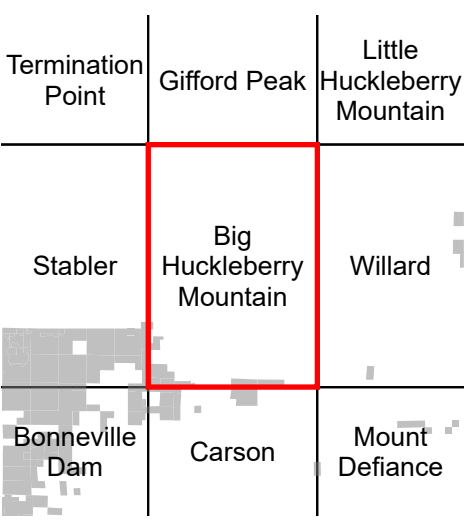 Termination
Point
Gifford Peak
Little
Huckleberry
Mountain
Stabler
Big
Huckleberry
Mountain
Willard
Bonneville
Dam
Carson
Mount
Defiance